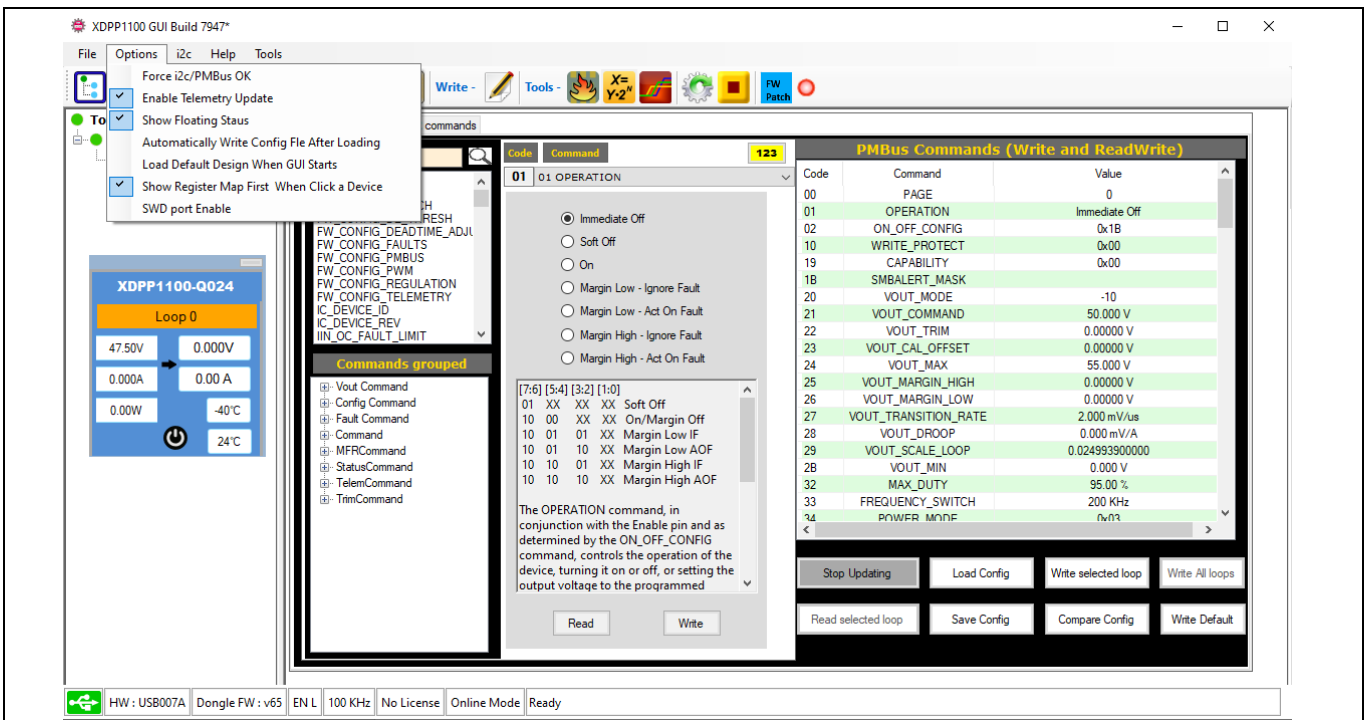 XDPP1100 GUI Build 7947*
File Options i2c Help Tools
Force i2c/PMBus OK
Enable Telemetry Update
Show Floating Staus
Automatically Write Config Fle After Loading
Load Default Design When GUI Starts
Show Register Map First When Click a Device
SWD port Enable
Write - Tools - X= Y·2ᴺ FW Patch
To
commands
XDPP1100-Q024
Loop 0
47.50V 0.000V
0.000A 0.00 A
0.00W -40°C
24°C
FW_CONFIG_DEADTIME_ADJU
FW_CONFIG_FAULTS
FW_CONFIG_PMBUS
FW_CONFIG_PWM
FW_CONFIG_REGULATION
FW_CONFIG_TELEMETRY
IC_DEVICE_ID
IC_DEVICE_REV
IIN_OC_FAULT_LIMIT
Commands grouped
Vout Command
Config Command
Fault Command
Command
MFRCommand
StatusCommand
TelemCommand
TrimCommand
Code Command 123
01 01 OPERATION
Immediate Off
Soft Off
On
Margin Low - Ignore Fault
Margin Low - Act On Fault
Margin High - Ignore Fault
Margin High - Act On Fault
[7:6] [5:4] [3:2] [1:0]
01 XX XX XX Soft Off
10 00 XX XX On/Margin Off
10 01 01 XX Margin Low IF
10 01 10 XX Margin Low AOF
10 10 01 XX Margin High IF
10 10 10 XX Margin High AOF
The OPERATION command, in
conjunction with the Enable pin and as
determined by the ON_OFF_CONFIG
command, controls the operation of the
device, turning it on or off, or setting the
output voltage to the programmed
Read Write
PMBus Commands (Write and ReadWrite)
Code Command Value
00 PAGE 0
01 OPERATION Immediate Off
02 ON_OFF_CONFIG 0x1B
10 WRITE_PROTECT 0x00
19 CAPABILITY 0x00
1B SMBALERT_MASK
20 VOUT_MODE -10
21 VOUT_COMMAND 50.000 V
22 VOUT_TRIM 0.00000 V
23 VOUT_CAL_OFFSET 0.00000 V
24 VOUT_MAX 55.000 V
25 VOUT_MARGIN_HIGH 0.00000 V
26 VOUT_MARGIN_LOW 0.00000 V
27 VOUT_TRANSITION_RATE 2.000 mV/us
28 VOUT_DROOP 0.000 mV/A
29 VOUT_SCALE_LOOP 0.024993900000
2B VOUT_MIN 0.000 V
32 MAX_DUTY 95.00 %
33 FREQUENCY_SWITCH 200 KHz
34 POWER_MODE 0x03
Stop Updating Load Config Write selected loop Write All loops
Read selected loop Save Config Compare Config Write Default
HW : USB007A Dongle FW : v65 EN L 100 KHz No License Online Mode Ready